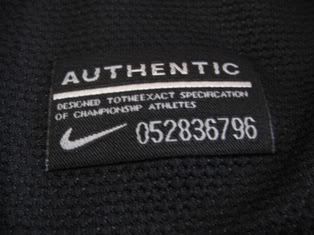 AUTHENTIC
DESIGNED TOTHEEXACT SPECIFICATION
OF CHAMPIONSHIP ATHLETES
052836796